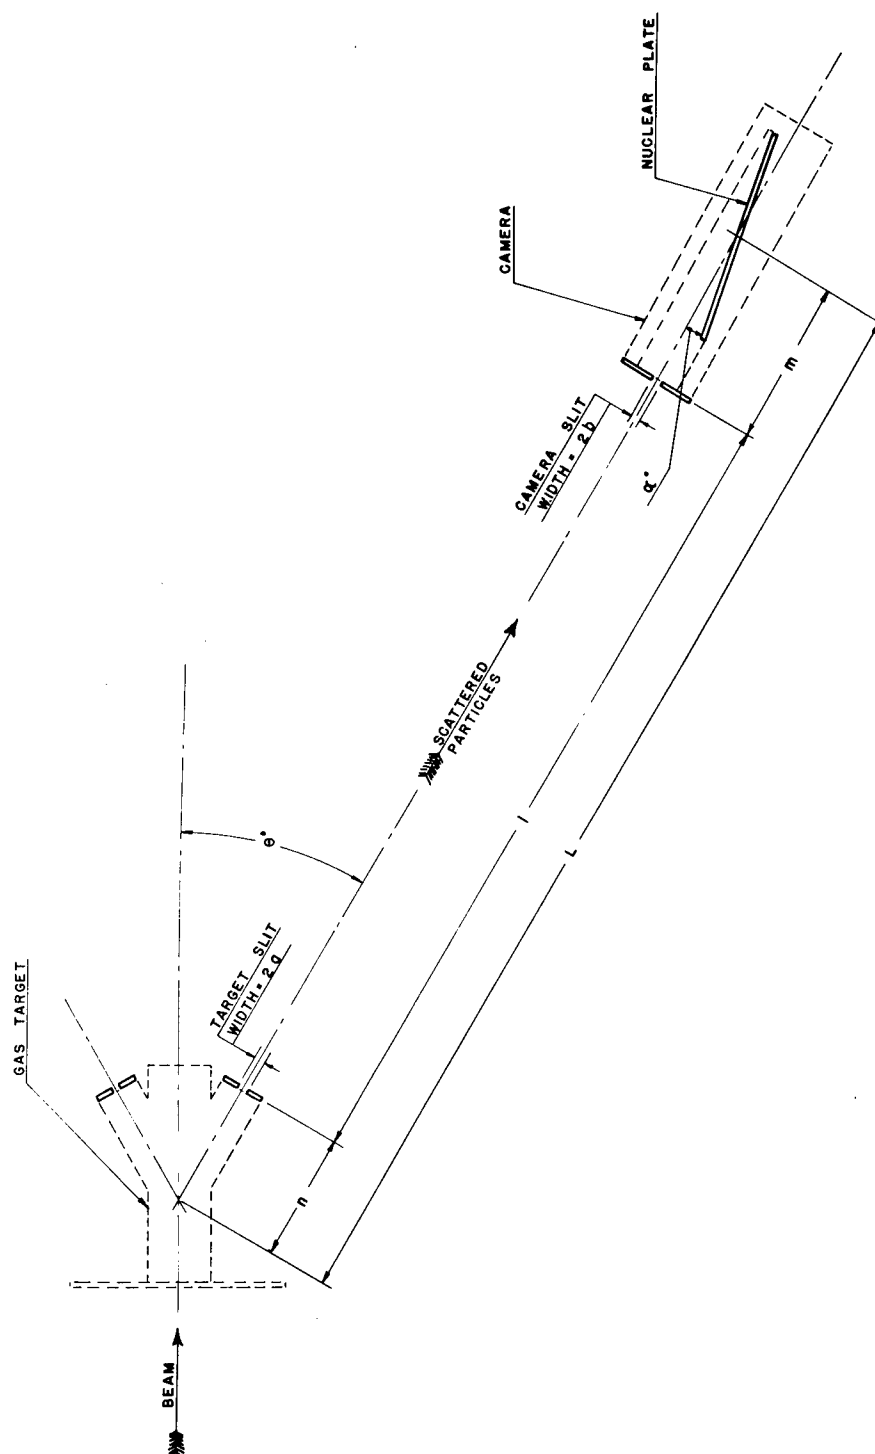 GAS TARGET
BEAM
TARGET SLIT
WIDTH = 2a
θ°
SCATTERED
PARTICLES
CAMERA SLIT
WIDTH = 2b
CAMERA
NUCLEAR PLATE
α°
n
l
m
L